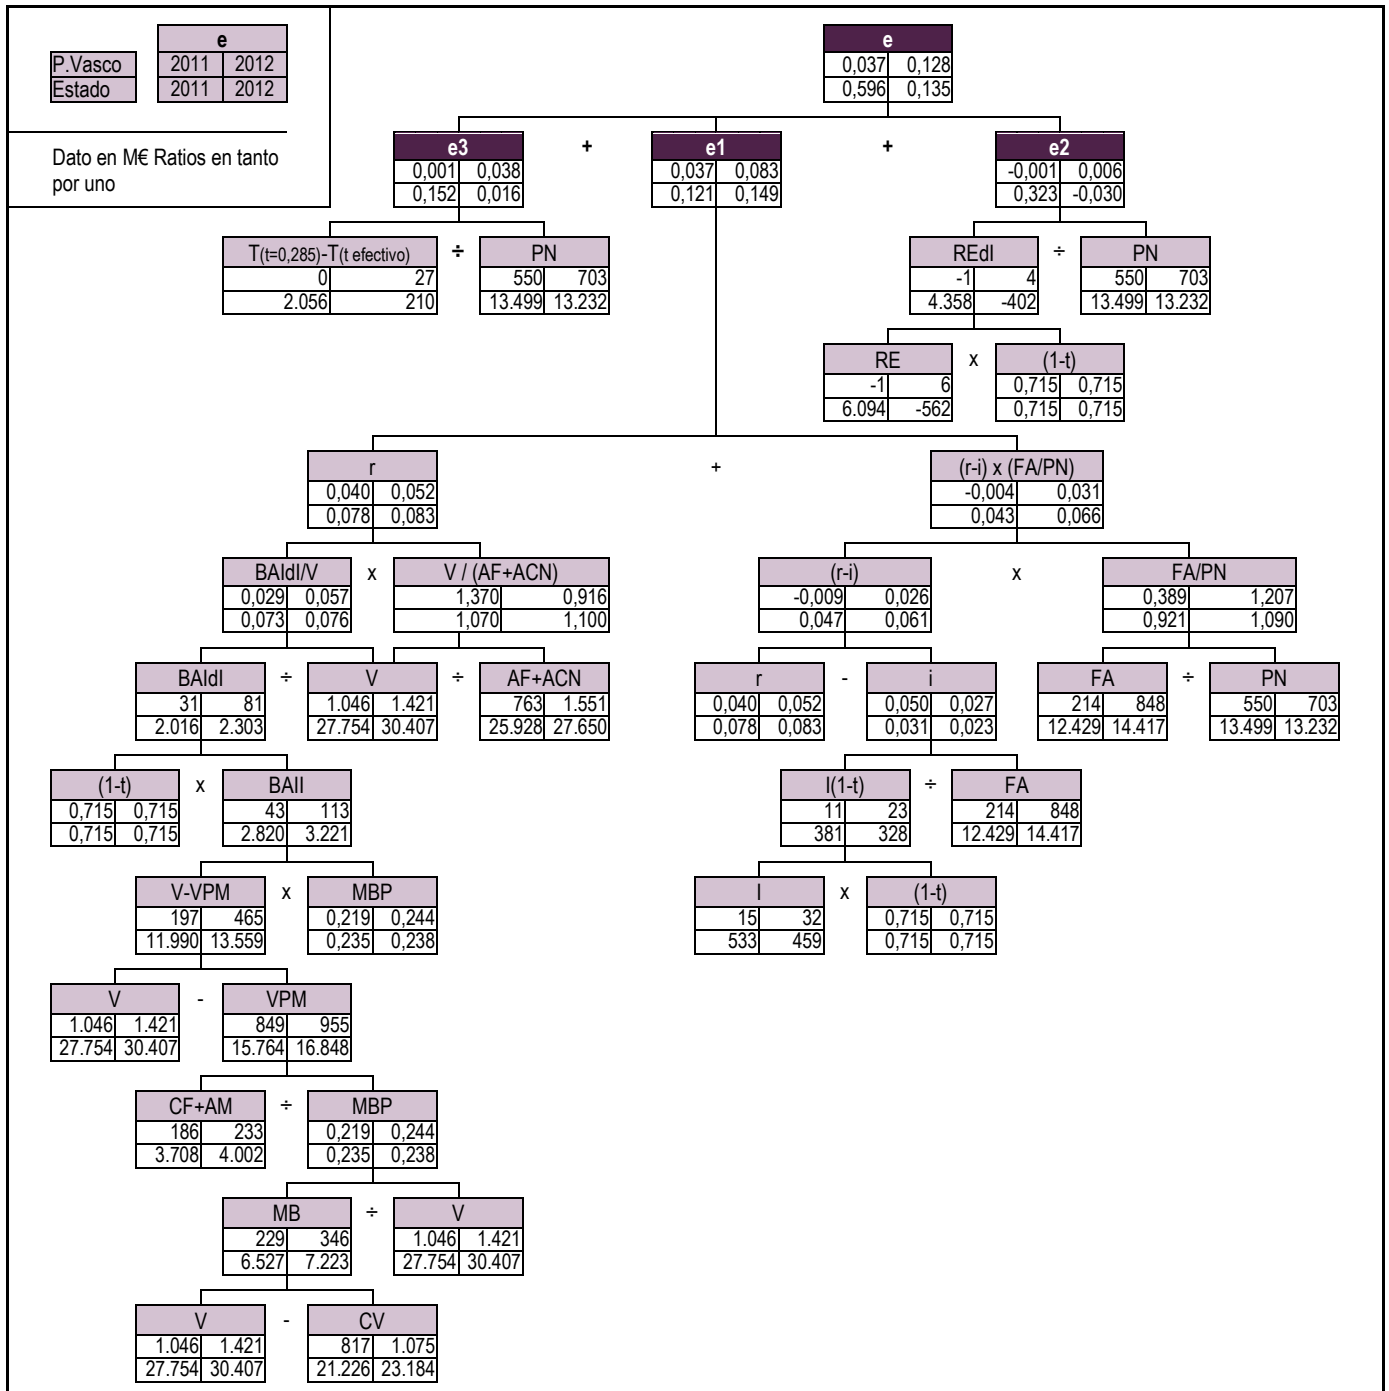 e
P.Vasco 2011 2012
Estado 2011 2012
Dato en M€ Ratios en tanto
por uno
e
0,037 0,128
0,596 0,135
e3 + e1 + e2
0,001 0,038 0,037 0,083 -0,001 0,006
0,152 0,016 0,121 0,149 0,323 -0,030
T(t=0,285)-T(t efectivo) ÷ PN REdI ÷ PN
0 27 550 703 -1 4 550 703
2.056 210 13.499 13.232 4.358 -402 13.499 13.232
RE x (1-t)
-1 6 0,715 0,715
6.094 -562 0,715 0,715
r + (r-i) x (FA/PN)
0,040 0,052 -0,004 0,031
0,078 0,083 0,043 0,066
BAIdI/V x V / (AF+ACN) (r-i) x FA/PN
0,029 0,057 1,370 0,916 -0,009 0,026 0,389 1,207
0,073 0,076 1,070 1,100 0,047 0,061 0,921 1,090
BAIdI ÷ V ÷ AF+ACN r - i FA ÷ PN
31 81 1.046 1.421 763 1.551 0,040 0,052 0,050 0,027 214 848 550 703
2.016 2.303 27.754 30.407 25.928 27.650 0,078 0,083 0,031 0,023 12.429 14.417 13.499 13.232
(1-t) x BAII I(1-t) ÷ FA
0,715 0,715 43 113 11 23 214 848
0,715 0,715 2.820 3.221 381 328 12.429 14.417
V-VPM x MBP I x (1-t)
197 465 0,219 0,244 15 32 0,715 0,715
11.990 13.559 0,235 0,238 533 459 0,715 0,715
V - VPM
1.046 1.421 849 955
27.754 30.407 15.764 16.848
CF+AM ÷ MBP
186 233 0,219 0,244
3.708 4.002 0,235 0,238
MB ÷ V
229 346 1.046 1.421
6.527 7.223 27.754 30.407
V - CV
1.046 1.421 817 1.075
27.754 30.407 21.226 23.184